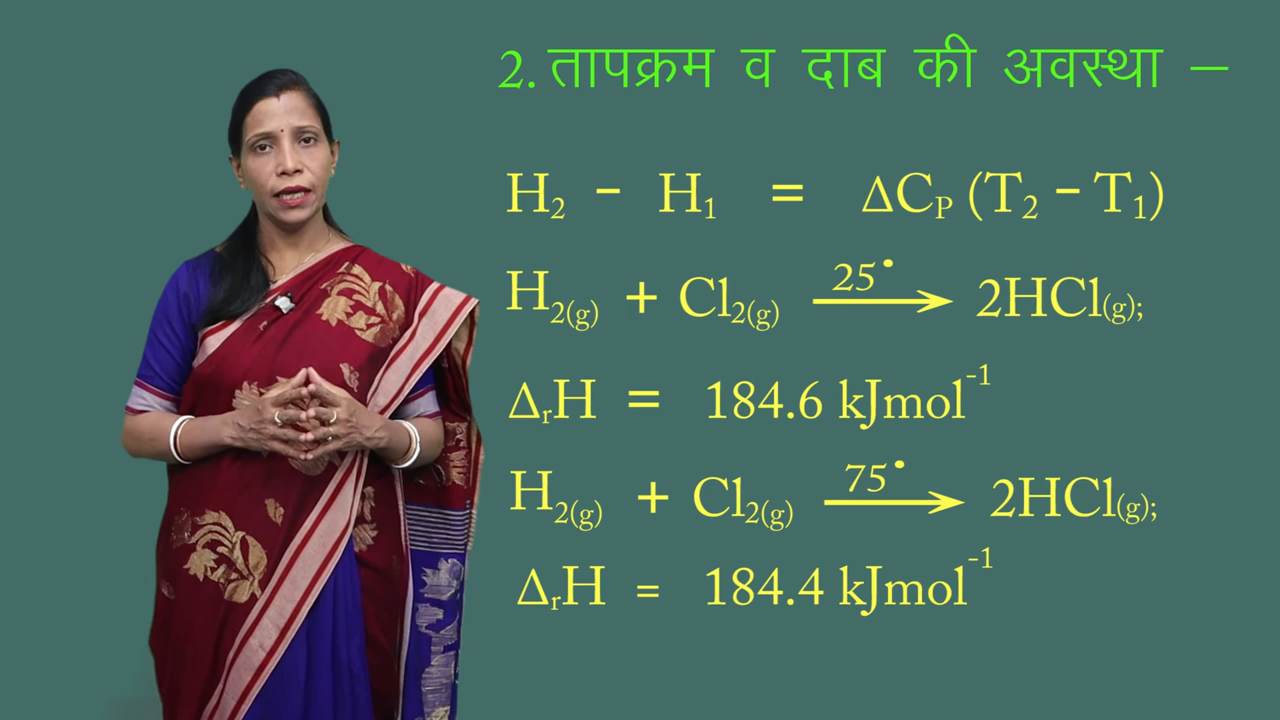 2. तापक्रम व दाब की अवस्था –
H₂ - H₁ = ΔCₚ (T₂ - T₁)
H₂(g) + Cl₂(g) —25˙→ 2HCl(g);
ΔᵣH = 184.6 kJmol⁻¹
H₂(g) + Cl₂(g) —75˙→ 2HCl(g);
ΔᵣH = 184.4 kJmol⁻¹